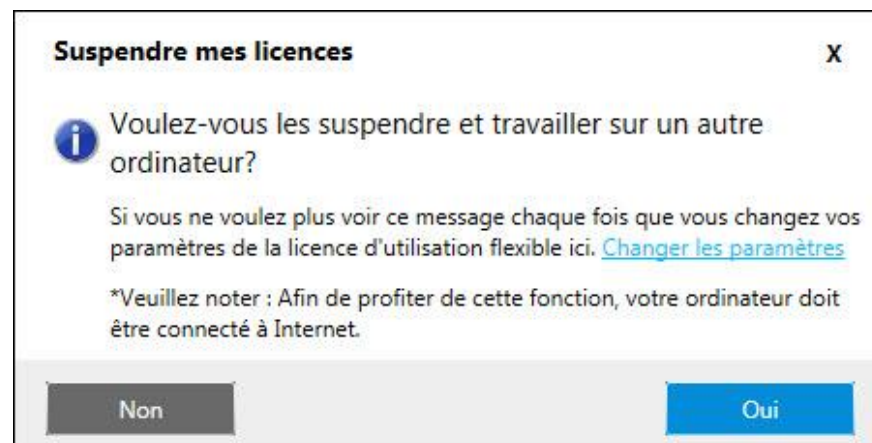 Suspendre mes licences
X
Voulez-vous les suspendre et travailler sur un autre
ordinateur?
Si vous ne voulez plus voir ce message chaque fois que vous changez vos
paramètres de la licence d'utilisation flexible ici. Changer les paramètres
*Veuillez noter : Afin de profiter de cette fonction, votre ordinateur doit
être connecté à Internet.
Non
Oui